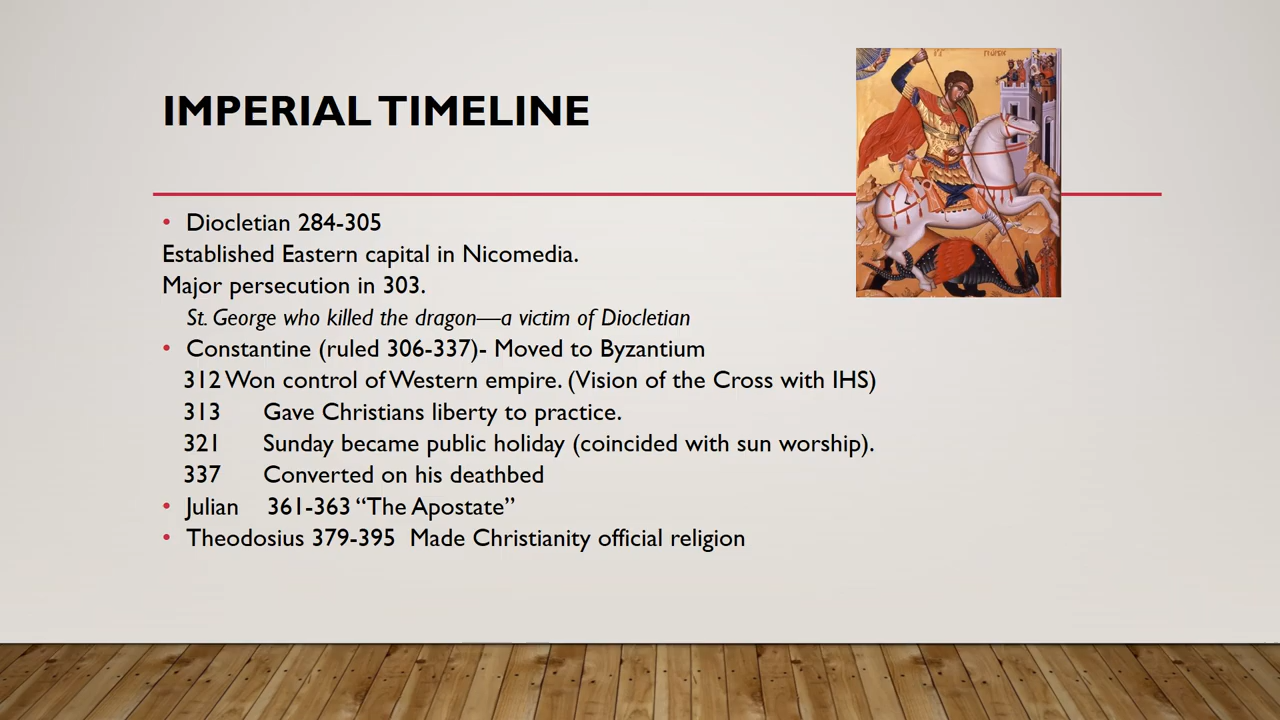 IMPERIAL TIMELINE
• Diocletian 284-305
Established Eastern capital in Nicomedia.
Major persecution in 303.
St. George who killed the dragon—a victim of Diocletian
• Constantine (ruled 306-337)- Moved to Byzantium
312 Won control of Western empire. (Vision of the Cross with IHS)
313 Gave Christians liberty to practice.
321 Sunday became public holiday (coincided with sun worship).
337 Converted on his deathbed
• Julian 361-363 “The Apostate”
• Theodosius 379-395 Made Christianity official religion